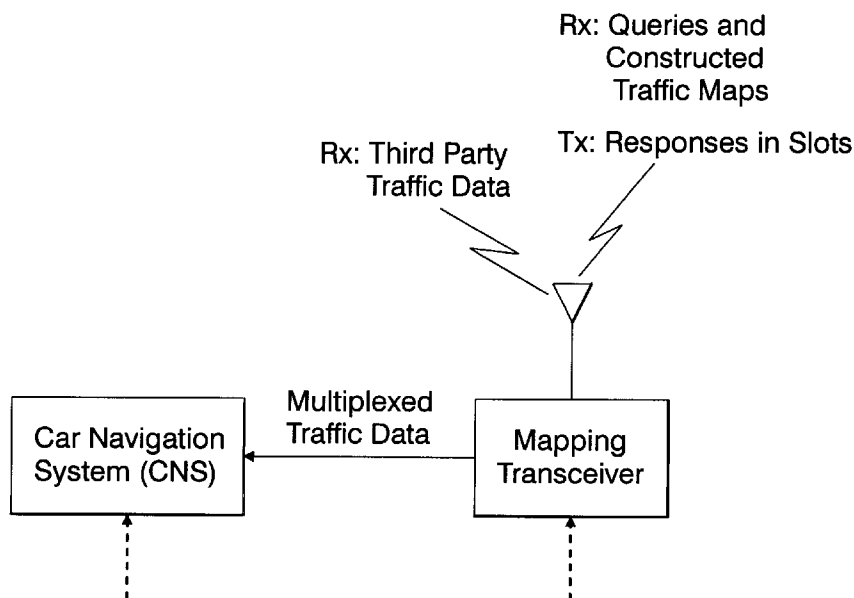 Rx: Queries and
Constructed
Traffic Maps
Tx: Responses in Slots
Rx: Third Party
Traffic Data
Multiplexed
Traffic Data
Car Navigation
System (CNS)
Mapping
Transceiver